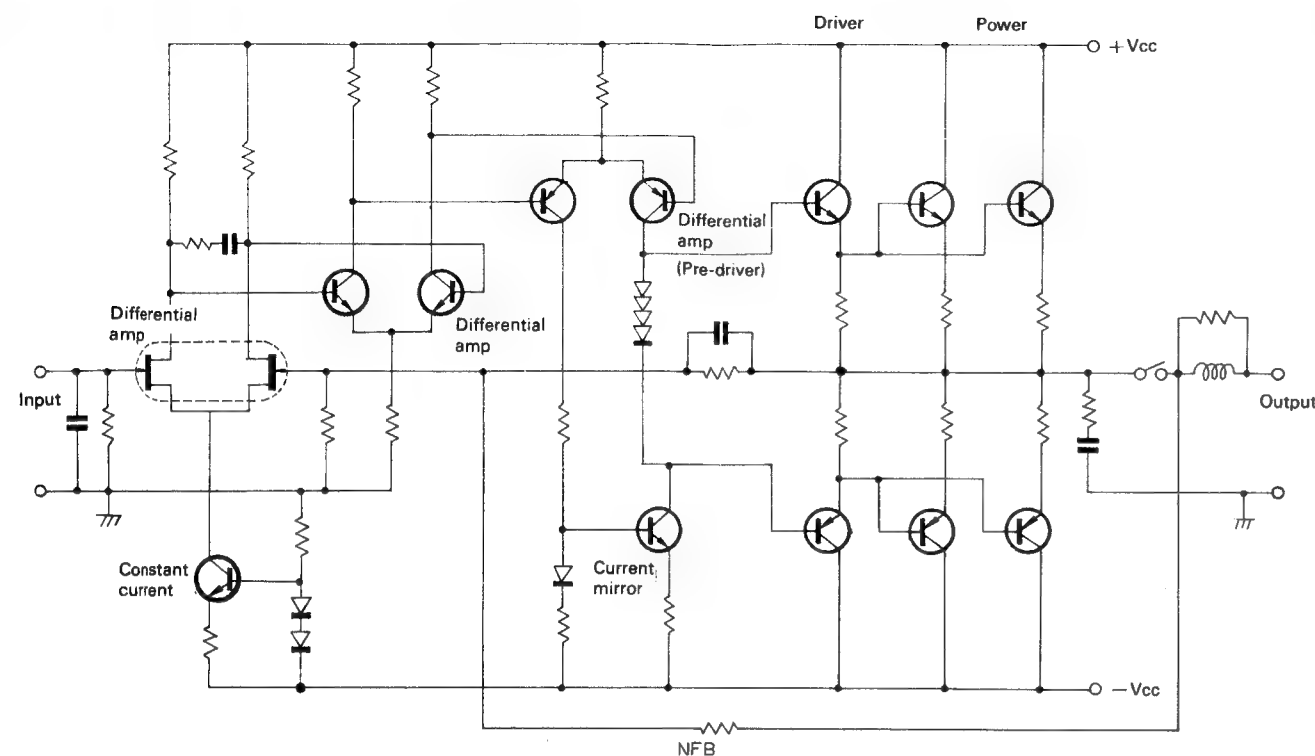 Driver
Power
+Vcc
Differential
amp
(Pre-driver)
Differential
amp
Differential
amp
Input
Output
Constant
current
Current
mirror
-Vcc
NFB